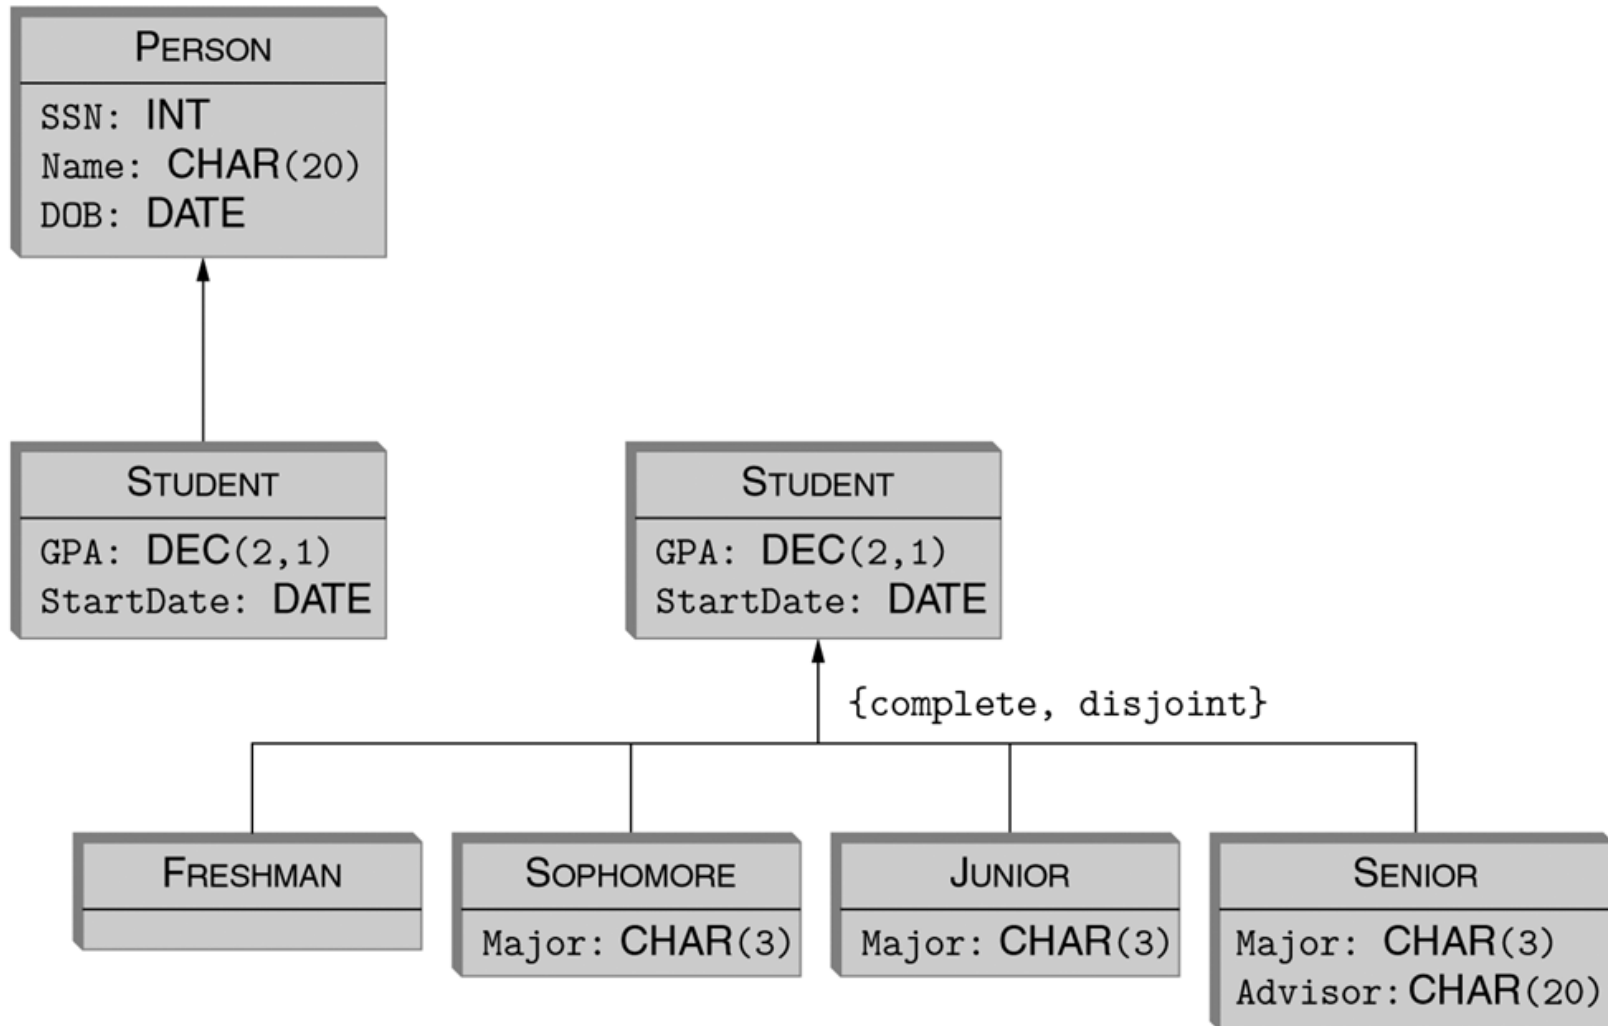 PERSON
SSN: INT
Name: CHAR(20)
DOB: DATE
STUDENT
GPA: DEC(2,1)
StartDate: DATE
STUDENT
GPA: DEC(2,1)
StartDate: DATE
{complete, disjoint}
FRESHMAN
SOPHOMORE
Major: CHAR(3)
JUNIOR
Major: CHAR(3)
SENIOR
Major: CHAR(3)
Advisor: CHAR(20)